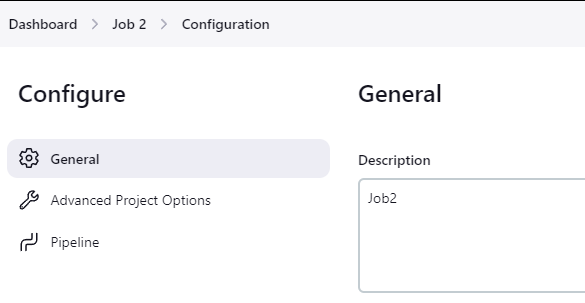 Dashboard > Job 2 > Configuration
Configure
General
Advanced Project Options
Pipeline
General
Description
Job2